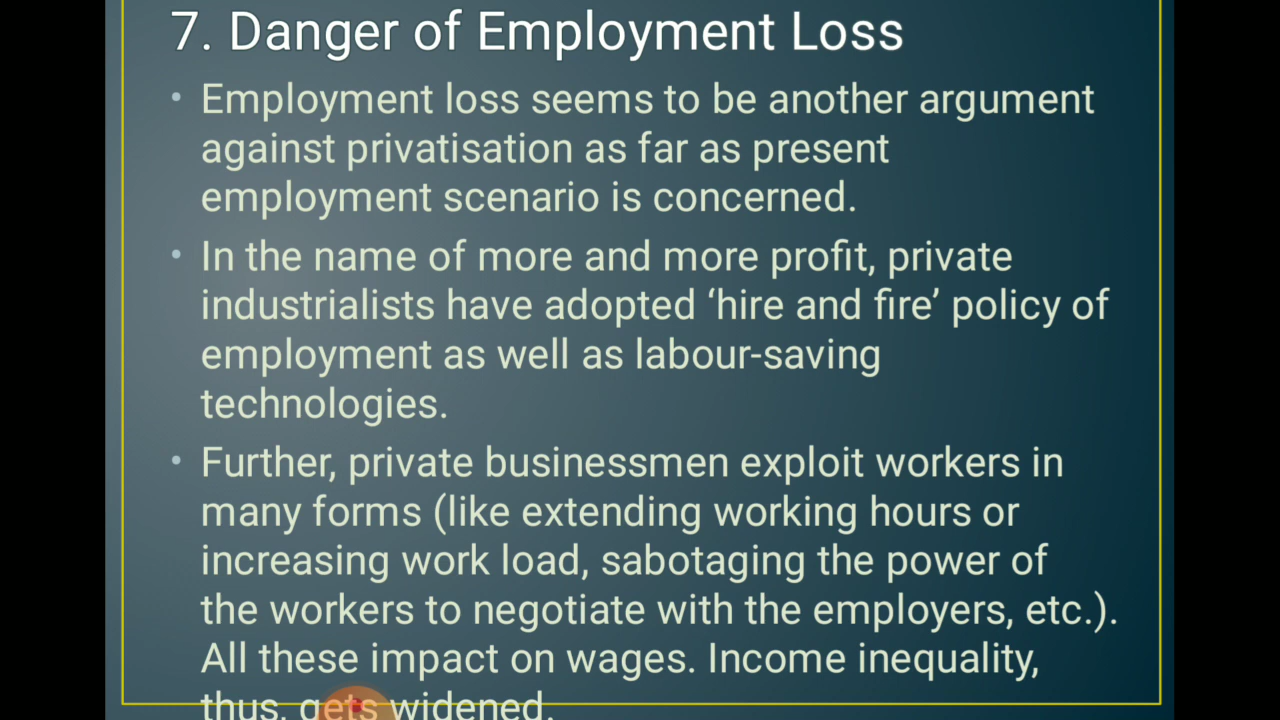 7. Danger of Employment Loss
• Employment loss seems to be another argument
against privatisation as far as present
employment scenario is concerned.
• In the name of more and more profit, private
industrialists have adopted ‘hire and fire’ policy of
employment as well as labour-saving
technologies.
• Further, private businessmen exploit workers in
many forms (like extending working hours or
increasing work load, sabotaging the power of
the workers to negotiate with the employers, etc.).
All these impact on wages. Income inequality,
thus, gets widened.